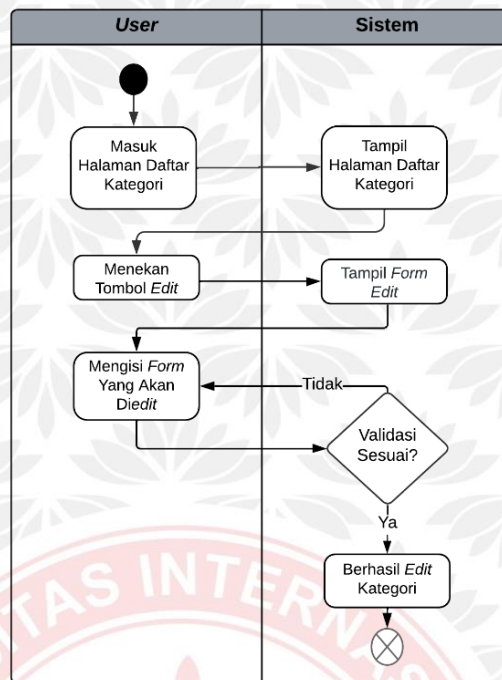 User
Sistem
Masuk
Halaman Daftar
Kategori
Tampil
Halaman Daftar
Kategori
Menekan
Tombol Edit
Tampil Form
Edit
Mengisi Form
Yang Akan
Diedit
Tidak
Validasi
Sesuai?
Ya
Berhasil Edit
Kategori